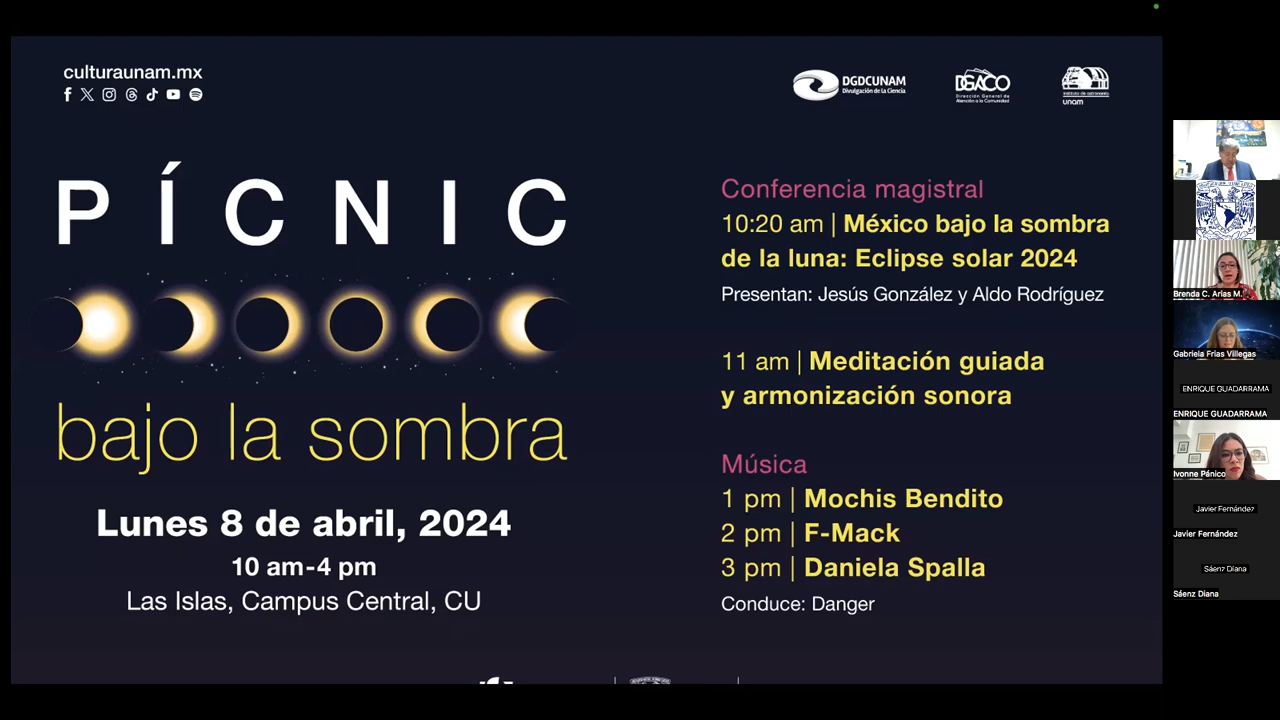 culturaunam.mx
DGDCUNAM
Divulgación de la Ciencia
DGACO
Dirección General de
Atención a la Comunidad
instituto de astronomía
unam
PÍCNIC
bajo la sombra
Lunes 8 de abril, 2024
10 am-4 pm
Las Islas, Campus Central, CU
Conferencia magistral
10:20 am | México bajo la sombra
de la luna: Eclipse solar 2024
Presentan: Jesús González y Aldo Rodríguez
11 am | Meditación guiada
y armonización sonora
Música
1 pm | Mochis Bendito
2 pm | F-Mack
3 pm | Daniela Spalla
Conduce: Danger
Brenda C. Arias M.
Gabriela Frías Villegas
ENRIQUE GUADARRAMA
ENRIQUE GUADARRAMA
Ivonne Pánico
Javier Fernández
Javier Fernández
Sáenz Diana
Sáenz Diana